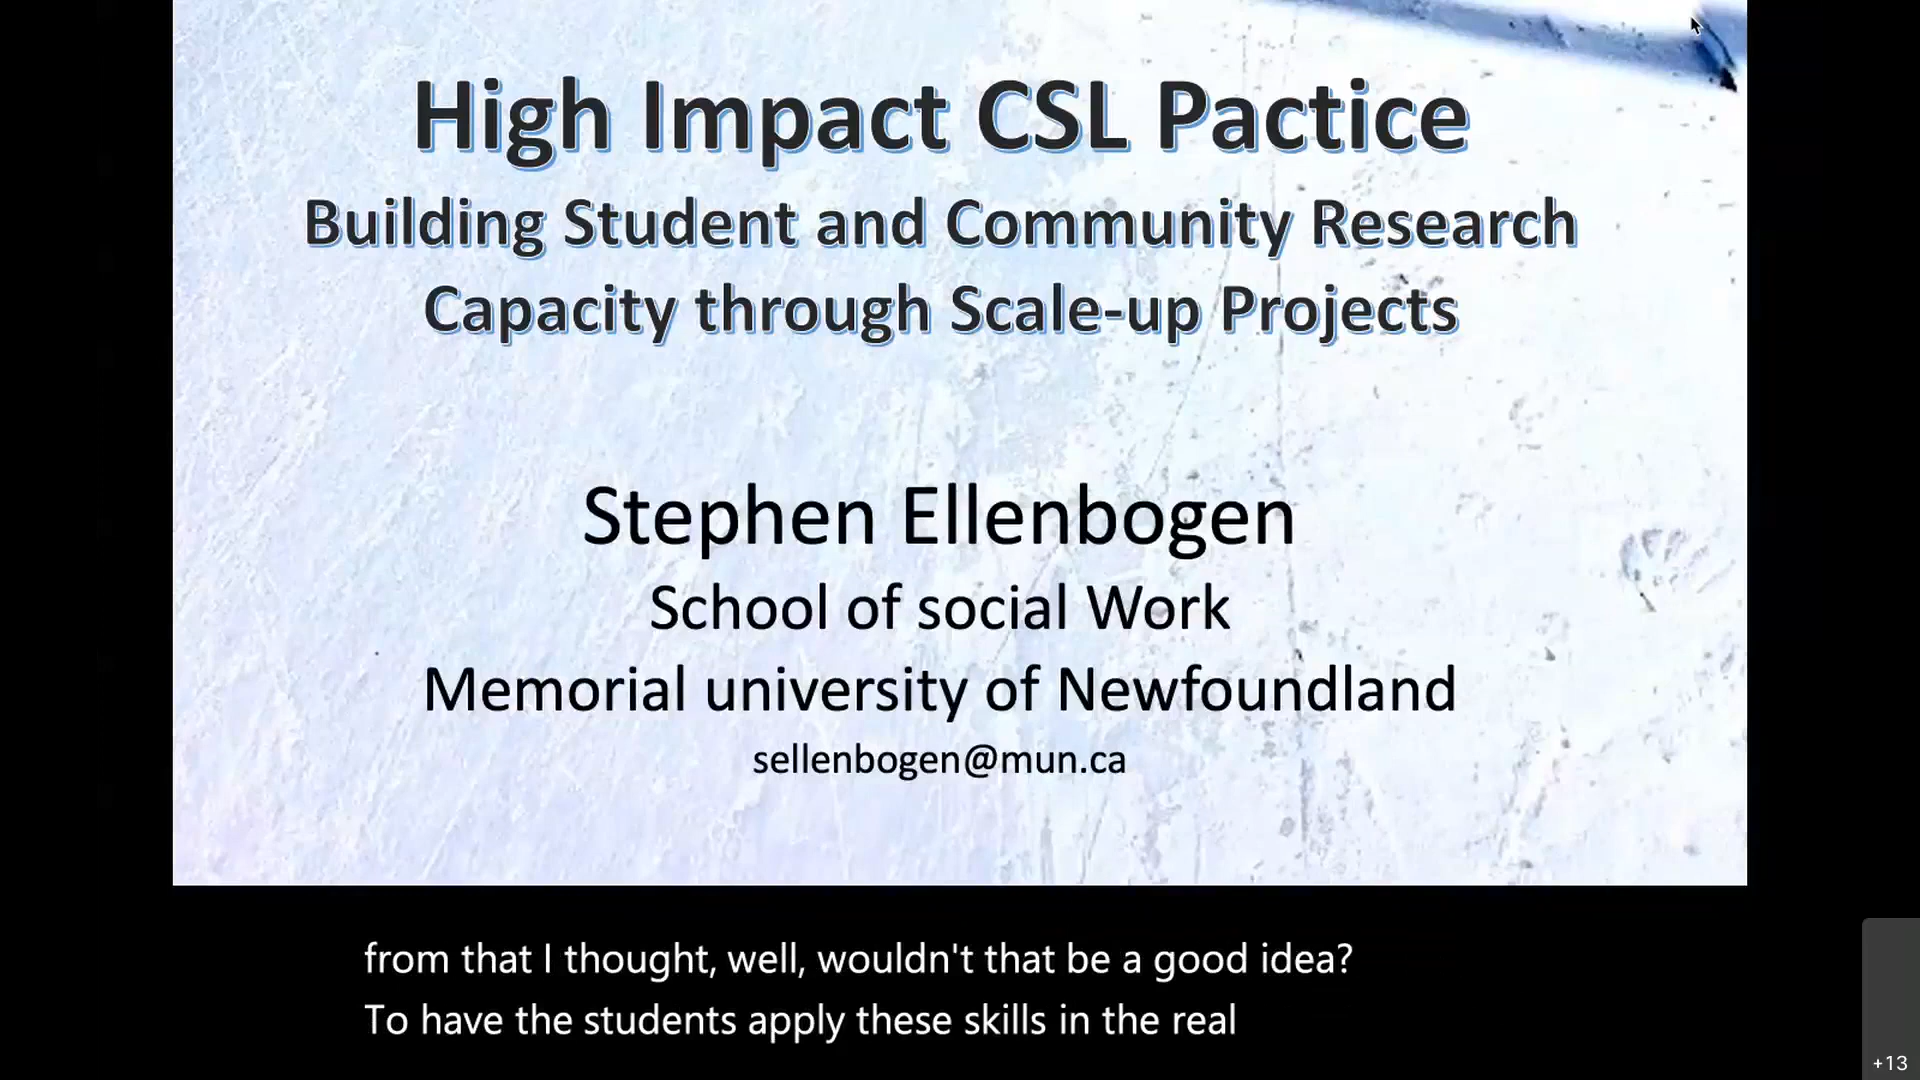 High Impact CSL Pactice
Building Student and Community Research
Capacity through Scale-up Projects
Stephen Ellenbogen
School of social Work
Memorial university of Newfoundland
sellenbogen@mun.ca
from that I thought, well, wouldn't that be a good idea?
To have the students apply these skills in the real
+13